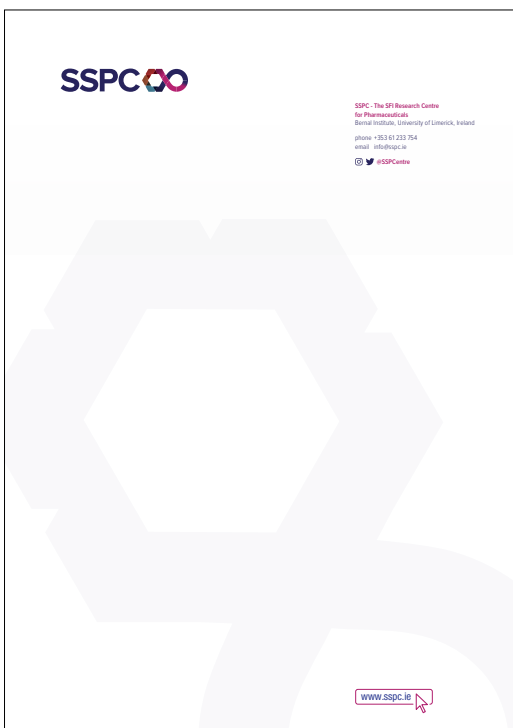 SSPC
SSPC - The SFI Research Centre
for Pharmaceuticals
Bernal Institute, University of Limerick, Ireland
phone +353 61 233 754
email info@sspc.ie
@SSPCentre
www.sspc.ie